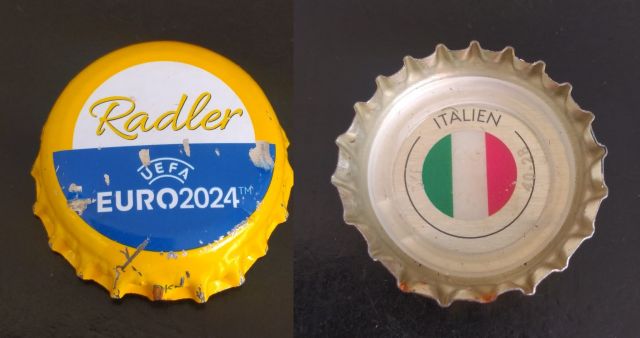 Radler
UEFA
EURO2024™
ITALIEN